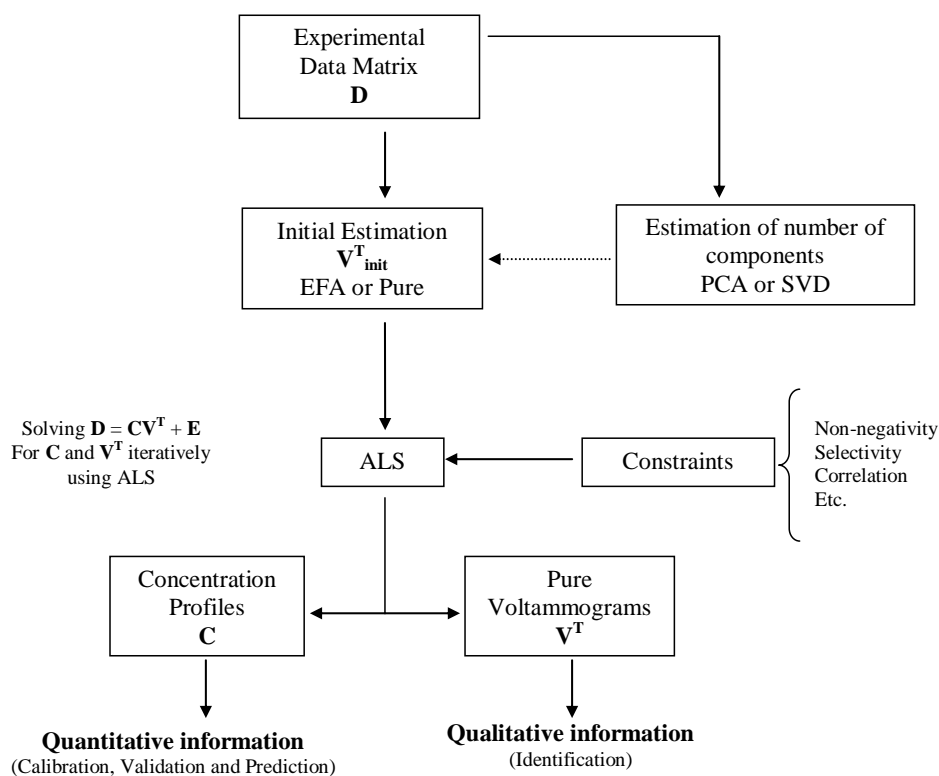 Experimental
Data Matrix
D
Initial Estimation
V^T_init
EFA or Pure
Estimation of number of
components
PCA or SVD
Solving D = CV^T + E
For C and V^T iteratively
using ALS
ALS
Constraints
Non-negativity
Selectivity
Correlation
Etc.
Concentration
Profiles
C
Pure
Voltammograms
V^T
Quantitative information
(Calibration, Validation and Prediction)
Qualitative information
(Identification)